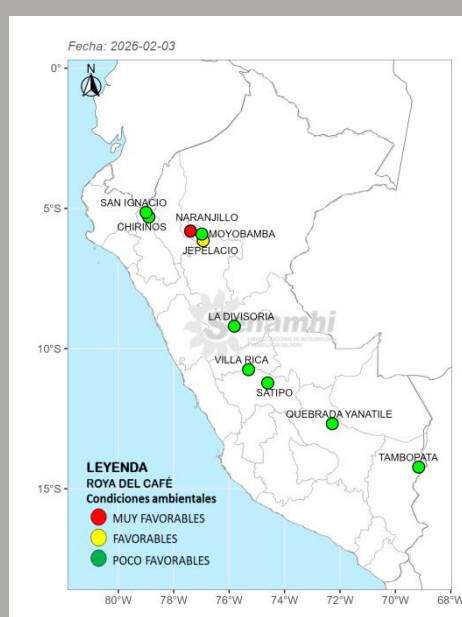 Fecha: 2026-02-03
N
0°
5°S
10°S
15°S
SAN IGNACIO
CHIRINOS
NARANJILLO
MOYOBAMBA
JEPELACIO
LA DIVISORIA
Senamhi
VILLA RICA
SATIPO
QUEBRADA YANATILE
TAMBOPATA
LEYENDA
ROYA DEL CAFÉ
Condiciones ambientales
MUY FAVORABLES
FAVORABLES
POCO FAVORABLES
80°W 78°W 76°W 74°W 72°W 70°W 68°W